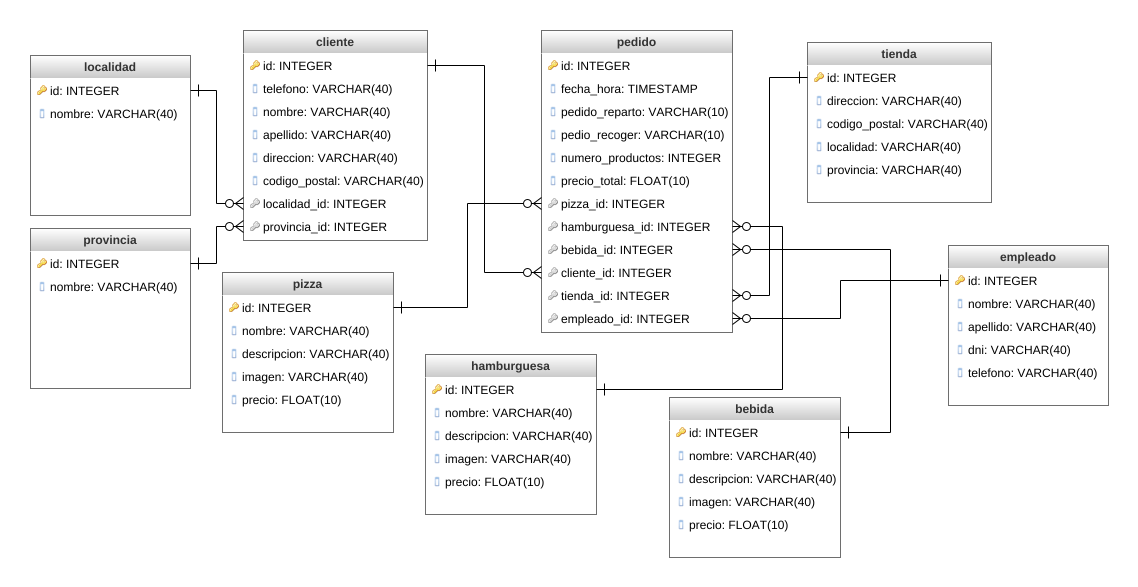 localidad
id: INTEGER
nombre: VARCHAR(40)
provincia
id: INTEGER
nombre: VARCHAR(40)
cliente
id: INTEGER
telefono: VARCHAR(40)
nombre: VARCHAR(40)
apellido: VARCHAR(40)
direccion: VARCHAR(40)
codigo_postal: VARCHAR(40)
localidad_id: INTEGER
provincia_id: INTEGER
pizza
id: INTEGER
nombre: VARCHAR(40)
descripcion: VARCHAR(40)
imagen: VARCHAR(40)
precio: FLOAT(10)
hamburguesa
id: INTEGER
nombre: VARCHAR(40)
descripcion: VARCHAR(40)
imagen: VARCHAR(40)
precio: FLOAT(10)
pedido
id: INTEGER
fecha_hora: TIMESTAMP
pedido_reparto: VARCHAR(10)
pedio_recoger: VARCHAR(10)
numero_productos: INTEGER
precio_total: FLOAT(10)
pizza_id: INTEGER
hamburguesa_id: INTEGER
bebida_id: INTEGER
cliente_id: INTEGER
tienda_id: INTEGER
empleado_id: INTEGER
bebida
id: INTEGER
nombre: VARCHAR(40)
descripcion: VARCHAR(40)
imagen: VARCHAR(40)
precio: FLOAT(10)
tienda
id: INTEGER
direccion: VARCHAR(40)
codigo_postal: VARCHAR(40)
localidad: VARCHAR(40)
provincia: VARCHAR(40)
empleado
id: INTEGER
nombre: VARCHAR(40)
apellido: VARCHAR(40)
dni: VARCHAR(40)
telefono: VARCHAR(40)